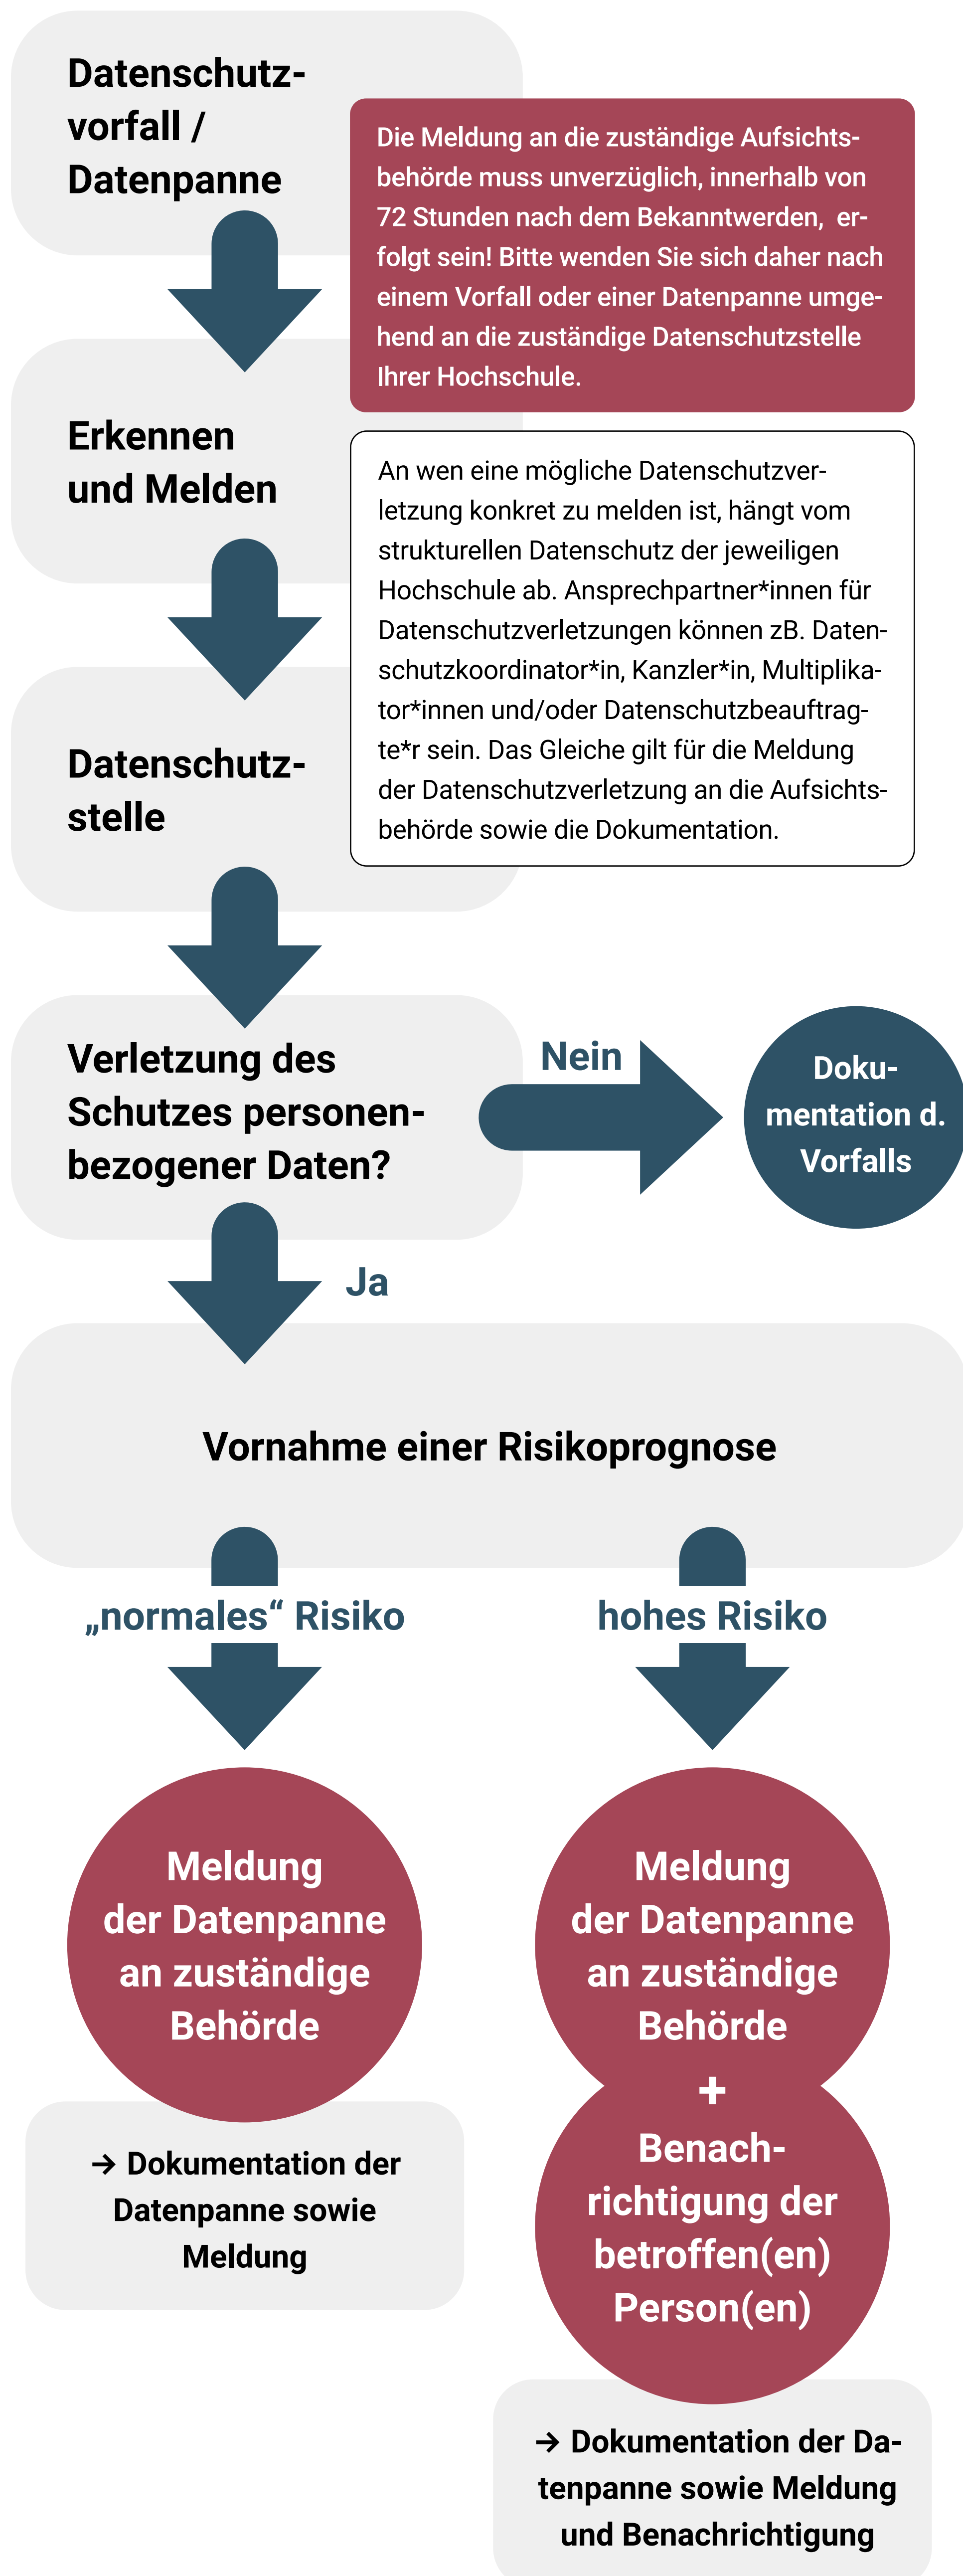 Datenschutz-
vorfall /
Datenpanne
Die Meldung an die zuständige Aufsichts-
behörde muss unverzüglich, innerhalb von
72 Stunden nach dem Bekanntwerden, er-
folgt sein! Bitte wenden Sie sich daher nach
einem Vorfall oder einer Datenpanne umge-
hend an die zuständige Datenschutzstelle
Ihrer Hochschule.
Erkennen
und Melden
An wen eine mögliche Datenschutzver-
letzung konkret zu melden ist, hängt vom
strukturellen Datenschutz der jeweiligen
Hochschule ab. Ansprechpartner*innen für
Datenschutzverletzungen können zB. Daten-
schutzkoordinator*in, Kanzler*in, Multiplika-
tor*innen und/oder Datenschutzbeauftrag-
te*r sein. Das Gleiche gilt für die Meldung
der Datenschutzverletzung an die Aufsichts-
behörde sowie die Dokumentation.
Datenschutz-
stelle
Verletzung des
Schutzes personen-
bezogener Daten?
Nein
Doku-
mentation d.
Vorfalls
Ja
Vornahme einer Risikoprognose
„normales“ Risiko
hohes Risiko
Meldung
der Datenpanne
an zuständige
Behörde
→ Dokumentation der
Datenpanne sowie
Meldung
Meldung
der Datenpanne
an zuständige
Behörde
+
Benach-
richtigung der
betroffen(en)
Person(en)
→ Dokumentation der Da-
tenpanne sowie Meldung
und Benachrichtigung